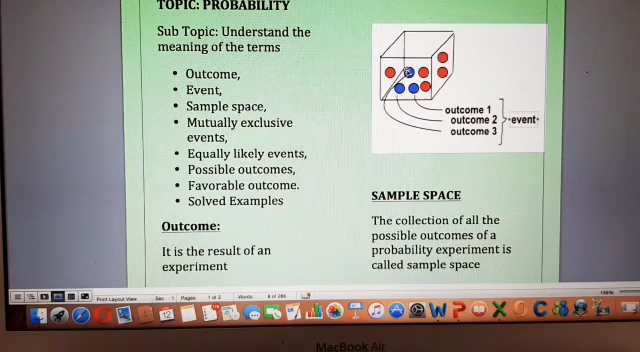 TOPIC: PROBABILITY
Sub Topic: Understand the
meaning of the terms
• Outcome,
• Event,
• Sample space,
• Mutually exclusive
events,
• Equally likely events,
• Possible outcomes,
• Favorable outcome.
• Solved Examples
Outcome:
It is the result of an
experiment
outcome 1
outcome 2
outcome 3
event
SAMPLE SPACE
The collection of all the
possible outcomes of a
probability experiment is
called sample space
Print Layout View Sec 1 Pages: 1 of 2 Words: 8 of 286
MacBook Air